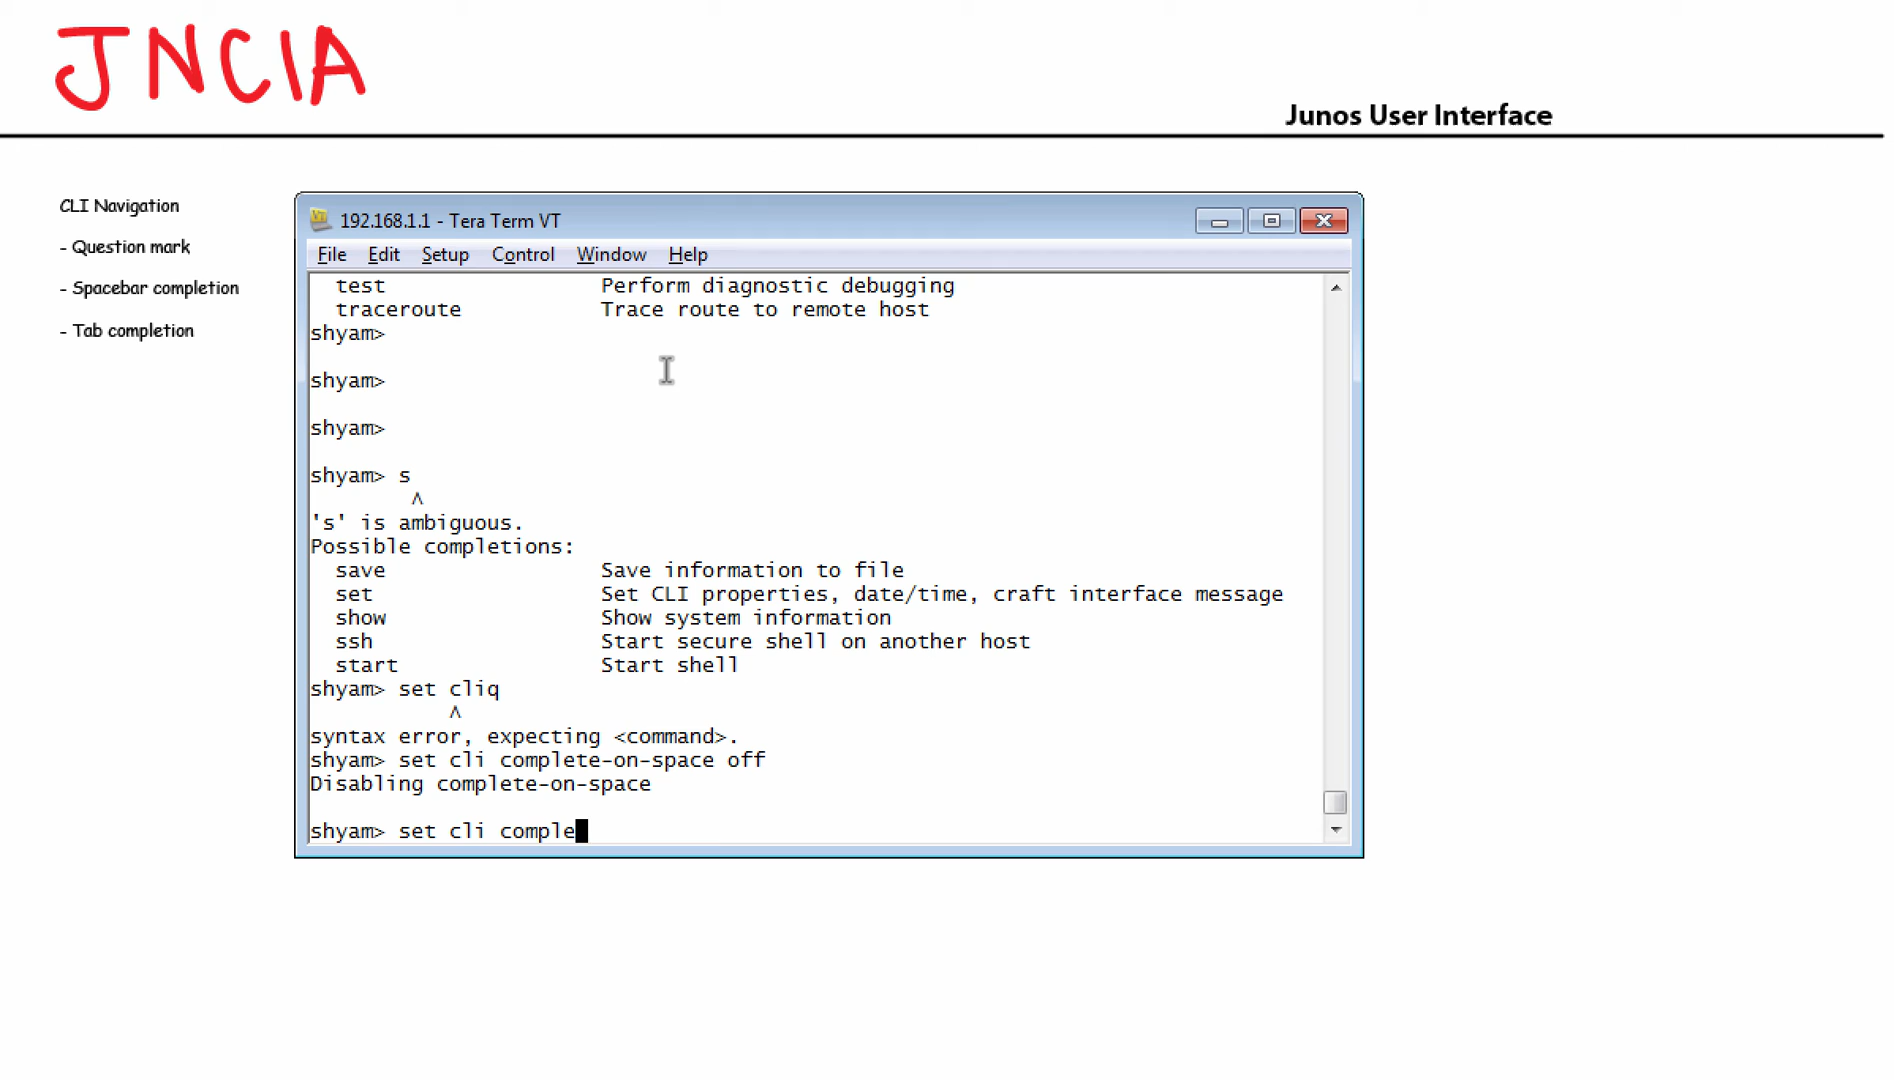 JNCIA
Junos User Interface
CLI Navigation
- Question mark
- Spacebar completion
- Tab completion
192.168.1.1 - Tera Term VT
File Edit Setup Control Window Help
test Perform diagnostic debugging
traceroute Trace route to remote host
shyam>
shyam>
shyam>
shyam> s
^
's' is ambiguous.
Possible completions:
save Save information to file
set Set CLI properties, date/time, craft interface message
show Show system information
ssh Start secure shell on another host
start Start shell
shyam> set cliq
^
syntax error, expecting <command>.
shyam> set cli complete-on-space off
Disabling complete-on-space
shyam> set cli comple